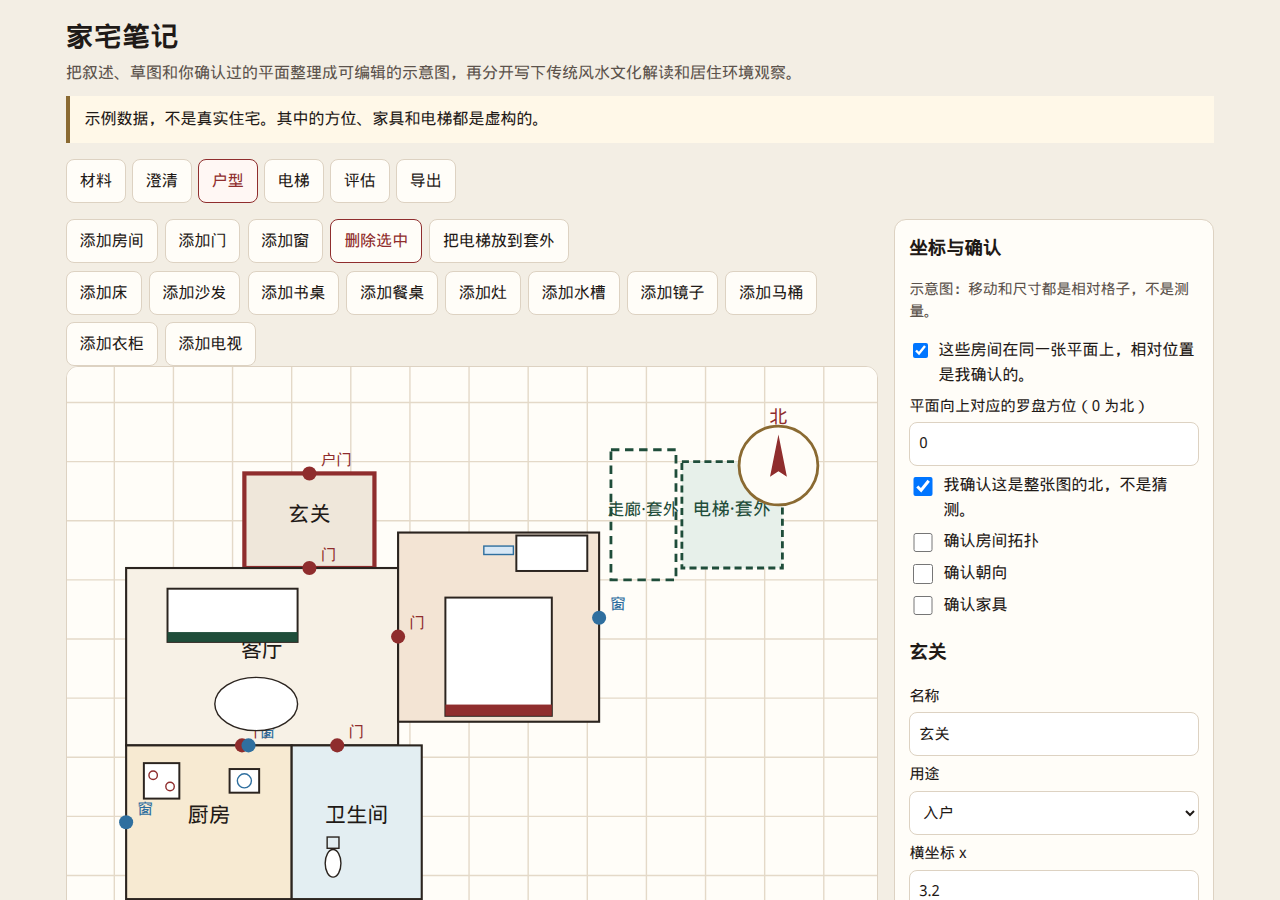 家宅笔记
把叙述、草图和你确认过的平面整理成可编辑的示意图，再分开写下传统风水文化解读和居住环境观察。
示例数据，不是真实住宅。其中的方位、家具和电梯都是虚构的。
材料 澄清 户型 电梯 评估 导出
添加房间 添加门 添加窗 删除选中 把电梯放到套外
添加床 添加沙发 添加书桌 添加餐桌 添加灶 添加水槽 添加镜子 添加马桶
添加衣柜 添加电视
北
户门
玄关
走廊·套外
电梯·套外
门
窗
门
客厅
窗
门
窗
厨房
卫生间
坐标与确认
示意图：移动和尺寸都是相对格子，不是测
量。
这些房间在同一张平面上，相对位置
是我确认的。
平面向上对应的罗盘方位（0 为北）
0
我确认这是整张图的北，不是猜
测。
确认房间拓扑
确认朝向
确认家具
玄关
名称
玄关
用途
入户
横坐标 x
3.2